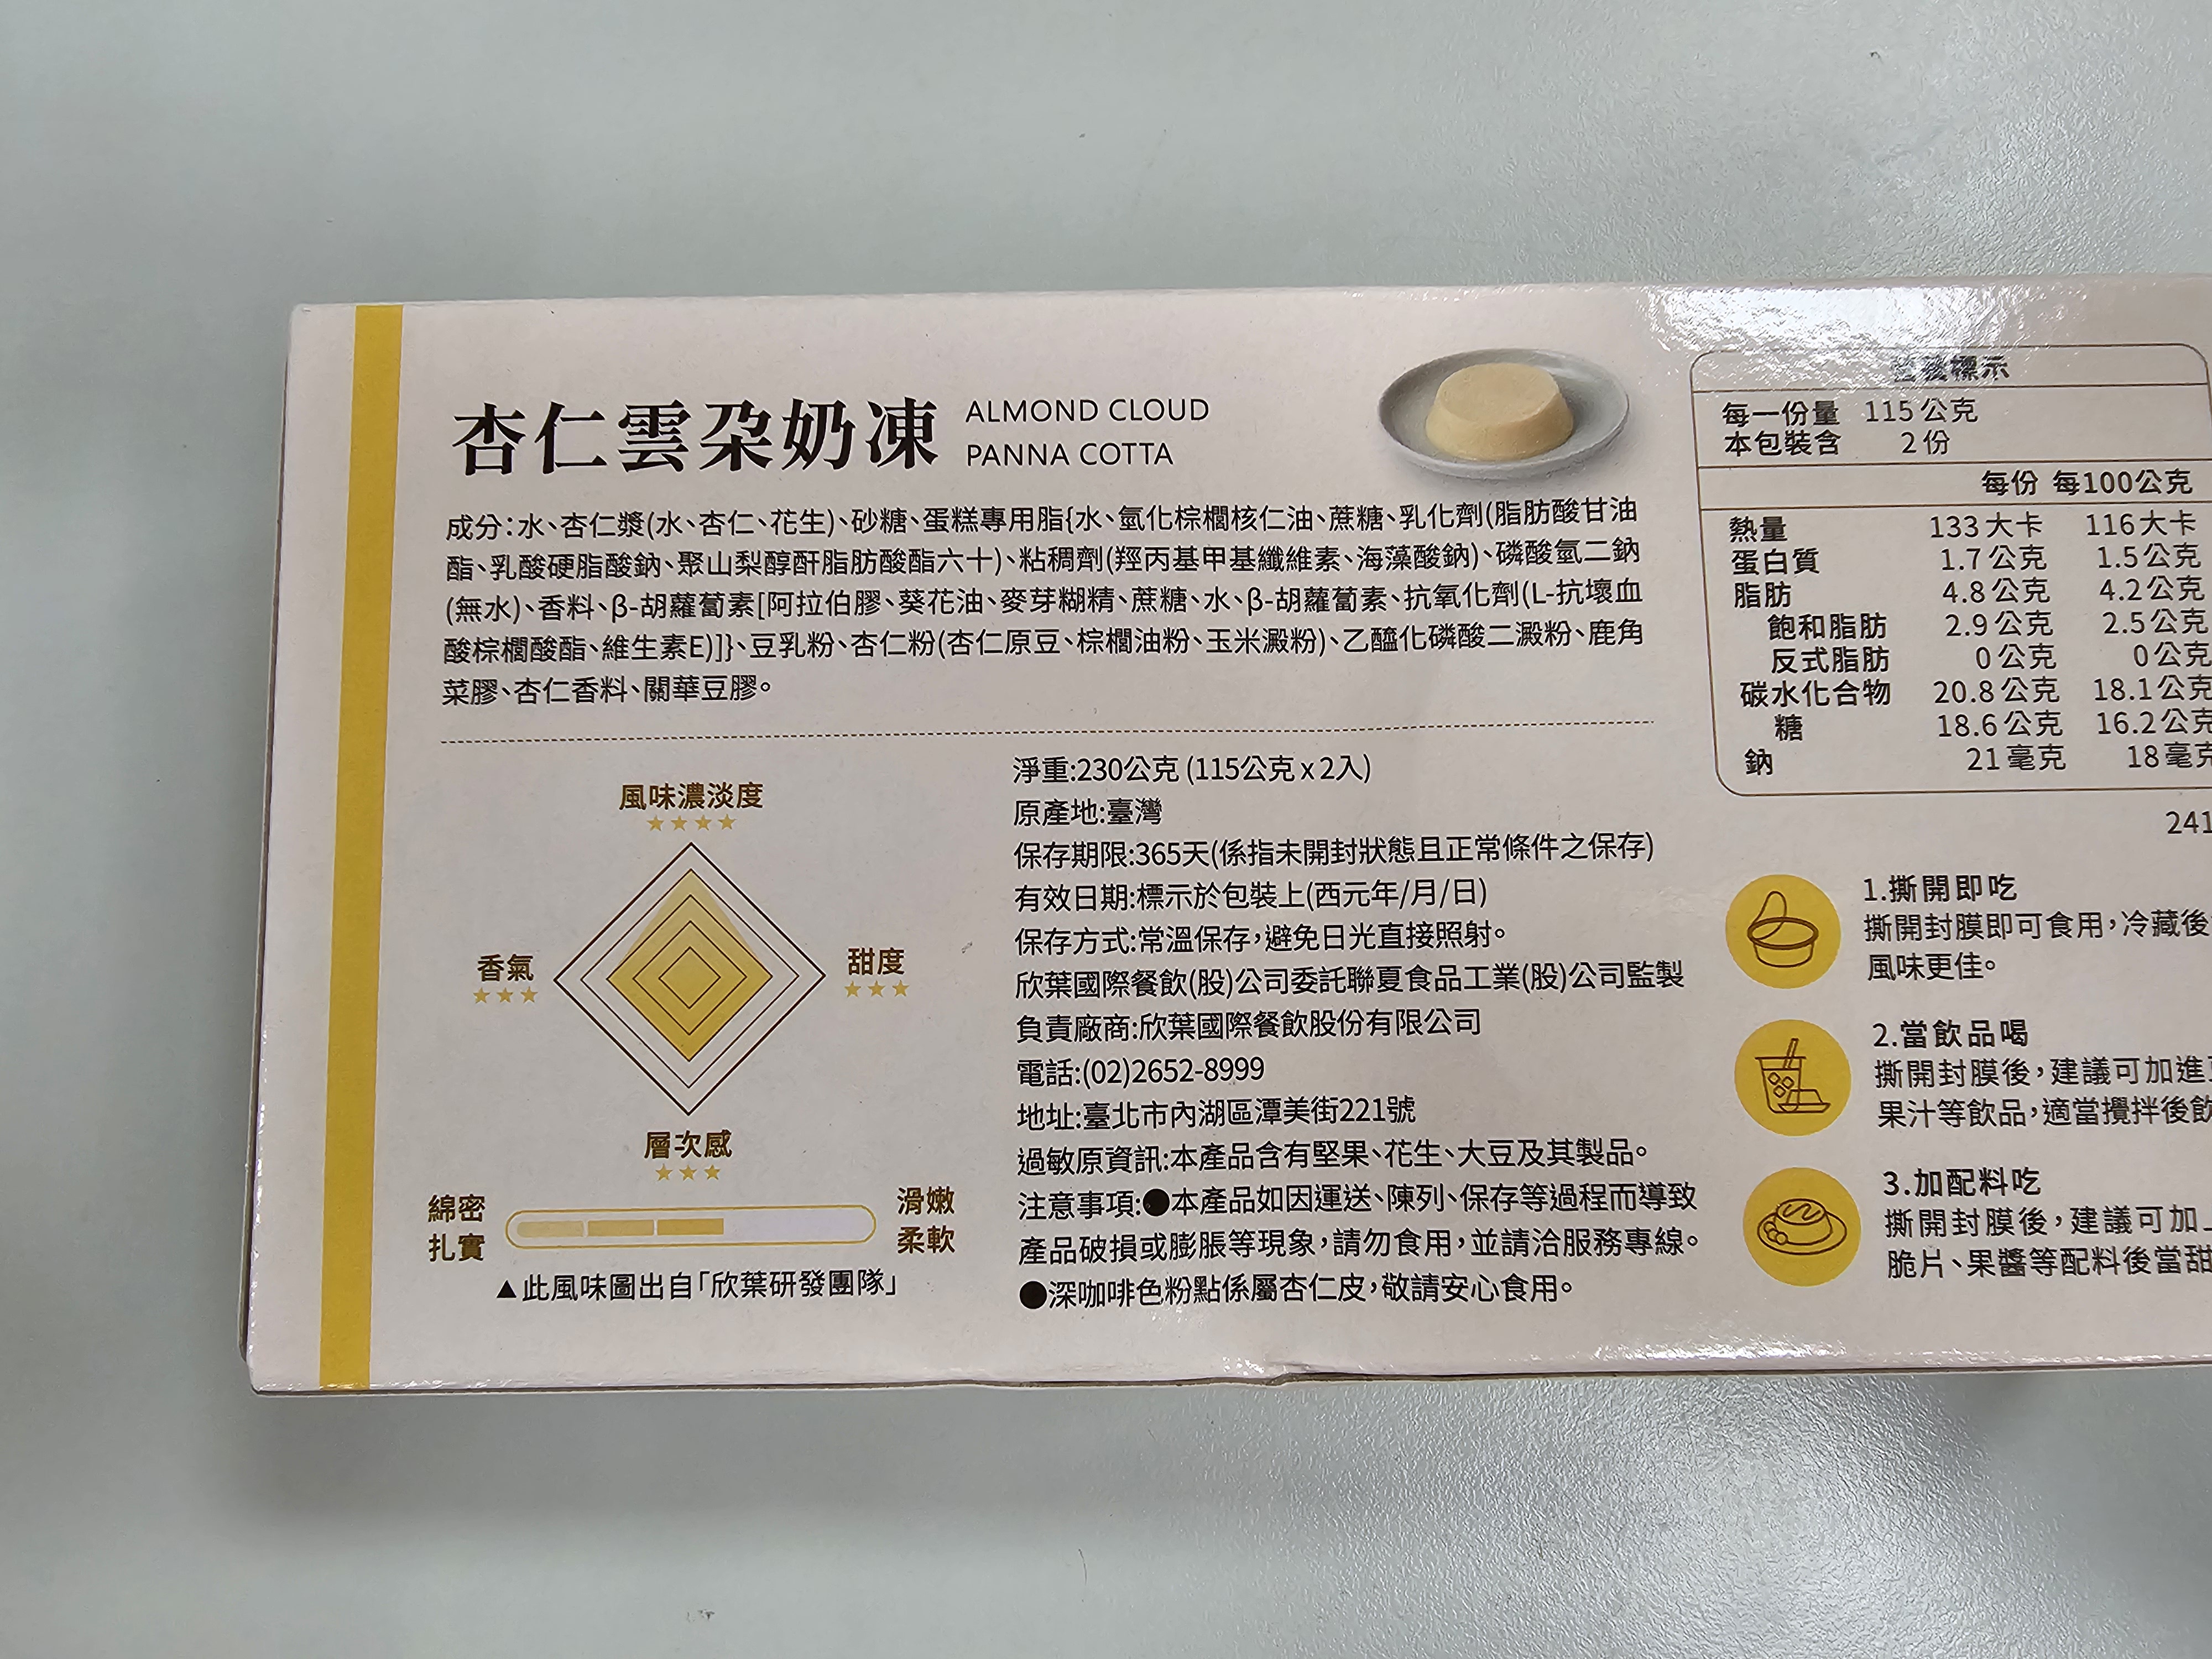 杏仁雲朶奶凍
ALMOND CLOUD
PANNA COTTA
成分:水、杏仁漿(水、杏仁、花生)、砂糖、蛋糕專用脂{水、氫化棕櫚核仁油、蔗糖、乳化劑(脂肪酸甘油
酯、乳酸硬脂酸鈉、聚山梨醇酐脂肪酸酯六十)、粘稠劑(羥丙基甲基纖維素、海藻酸鈉)、磷酸氫二鈉
(無水)、香料、β-胡蘿蔔素[阿拉伯膠、葵花油、麥芽糊精、蔗糖、水、β-胡蘿蔔素、抗氧化劑(L-抗壞血
酸棕櫚酸酯、維生素E)]}、豆乳粉、杏仁粉(杏仁原豆、棕櫚油粉、玉米澱粉)、乙醯化磷酸二澱粉、鹿角
菜膠、杏仁香料、關華豆膠。
風味濃淡度
★★★★
香氣
★★★
甜度
★★★
層次感
★★★
綿密
扎實
滑嫩
柔軟
▲此風味圖出自「欣葉研發團隊」
淨重:230公克 (115公克 x 2入)
原產地:臺灣
保存期限:365天(係指未開封狀態且正常條件之保存)
有效日期:標示於包裝上(西元年/月/日)
保存方式:常溫保存,避免日光直接照射。
欣葉國際餐飲(股)公司委託聯夏食品工業(股)公司監製
負責廠商:欣葉國際餐飲股份有限公司
電話:(02)2652-8999
地址:臺北市內湖區潭美街221號
過敏原資訊:本產品含有堅果、花生、大豆及其製品。
注意事項:●本產品如因運送、陳列、保存等過程而導致
產品破損或膨脹等現象,請勿食用,並請洽服務專線。
●深咖啡色粉點係屬杏仁皮,敬請安心食用。
營養標示
每一份量 115公克
本包裝含 2份
每份 每100公克
熱量 133大卡 116大卡
蛋白質 1.7公克 1.5公克
脂肪 4.8公克 4.2公克
飽和脂肪 2.9公克 2.5公克
反式脂肪 0公克 0公克
碳水化合物 20.8公克 18.1公克
糖 18.6公克 16.2公克
鈉 21毫克 18毫克
241
1.撕開即吃
撕開封膜即可食用,冷藏後
風味更佳。
2.當飲品喝
撕開封膜後,建議可加進
果汁等飲品,適當攪拌後飲
3.加配料吃
撕開封膜後,建議可加
脆片、果醬等配料後當甜